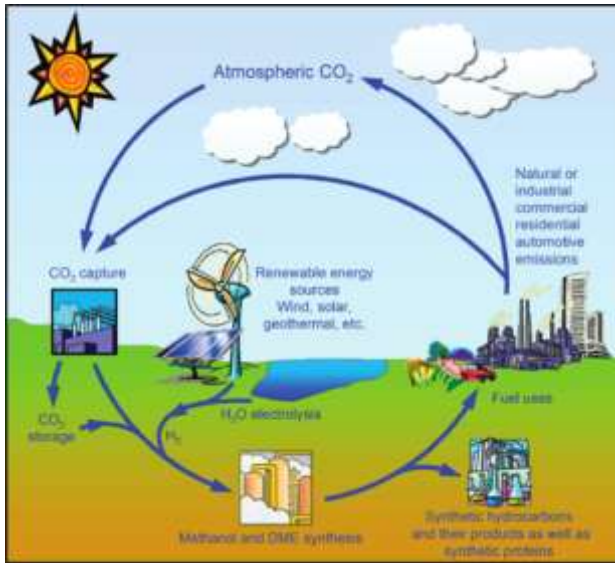 Atmospheric CO₂
Natural or
industrial
commercial
residential
automotive
emissions
CO₂ capture
Renewable energy
sources
Wind, solar,
geothermal, etc.
CO₂
storage
H₂
H₂O electrolysis
Fuel uses
Methanol and DME synthesis
Synthetic hydrocarbons
and their products as well as
synthetic proteins